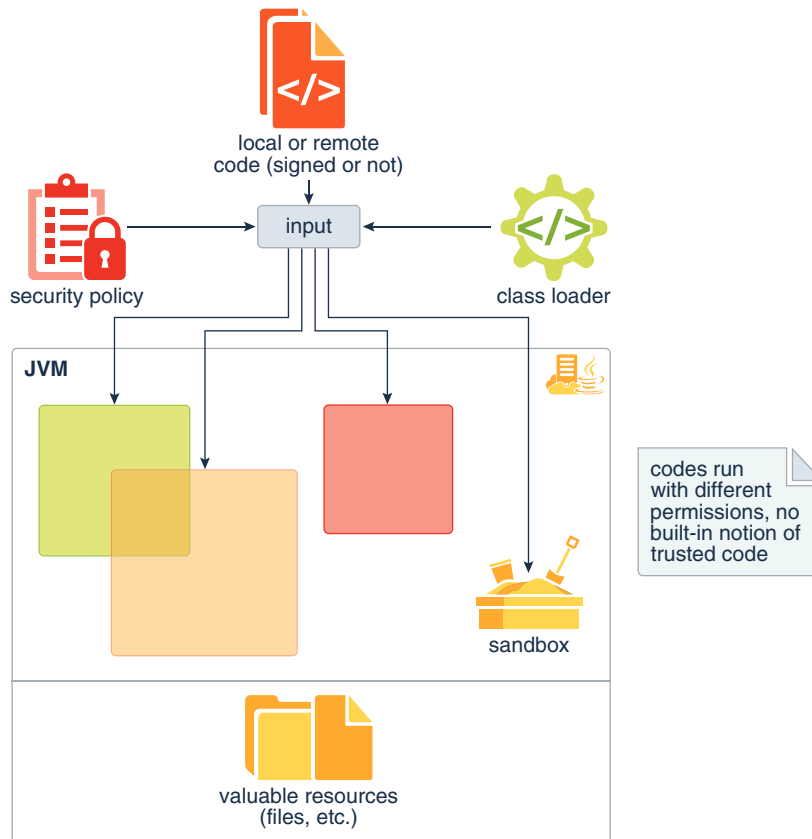 </>
local or remote
code (signed or not)
input
</>
security policy
class loader
JVM
codes run
with different
permissions, no
built-in notion of
trusted code
sandbox
valuable resources
(files, etc.)